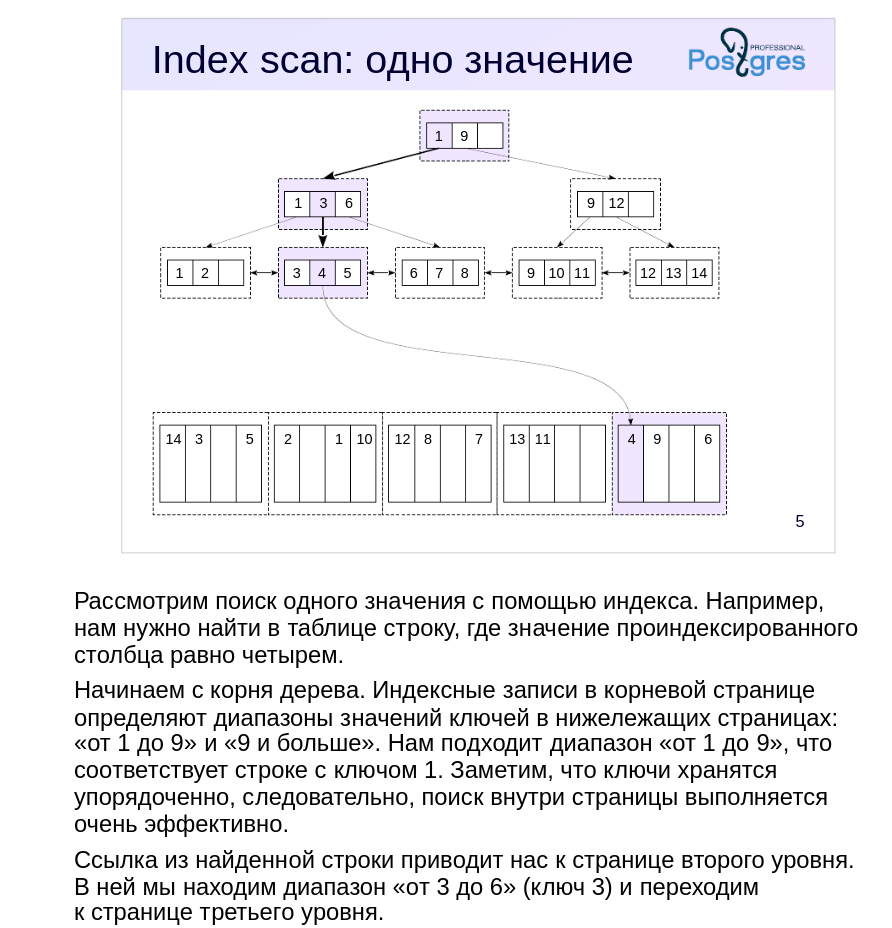 Index scan: одно значение
PROFESSIONAL
Postgres
1 9
1 3 6
9 12
1 2
3 4 5
6 7 8
9 10 11
12 13 14
14 3 5
2 1 10
12 8 7
13 11
4 9 6
5
Рассмотрим поиск одного значения с помощью индекса. Например,
нам нужно найти в таблице строку, где значение проиндексированного
столбца равно четырем.
Начинаем с корня дерева. Индексные записи в корневой странице
определяют диапазоны значений ключей в нижележащих страницах:
«от 1 до 9» и «9 и больше». Нам подходит диапазон «от 1 до 9», что
соответствует строке с ключом 1. Заметим, что ключи хранятся
упорядоченно, следовательно, поиск внутри страницы выполняется
очень эффективно.
Ссылка из найденной строки приводит нас к странице второго уровня.
В ней мы находим диапазон «от 3 до 6» (ключ 3) и переходим
к странице третьего уровня.